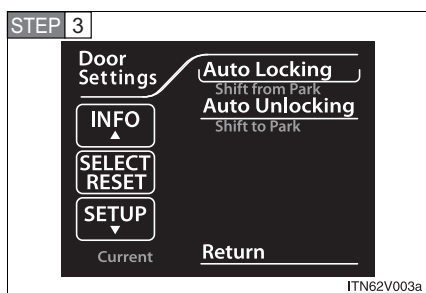 STEP 3
Door
Settings
INFO
SELECT
RESET
SETUP
Current
Auto Locking
Shift from Park
Auto Unlocking
Shift to Park
Return
ITN62V003a